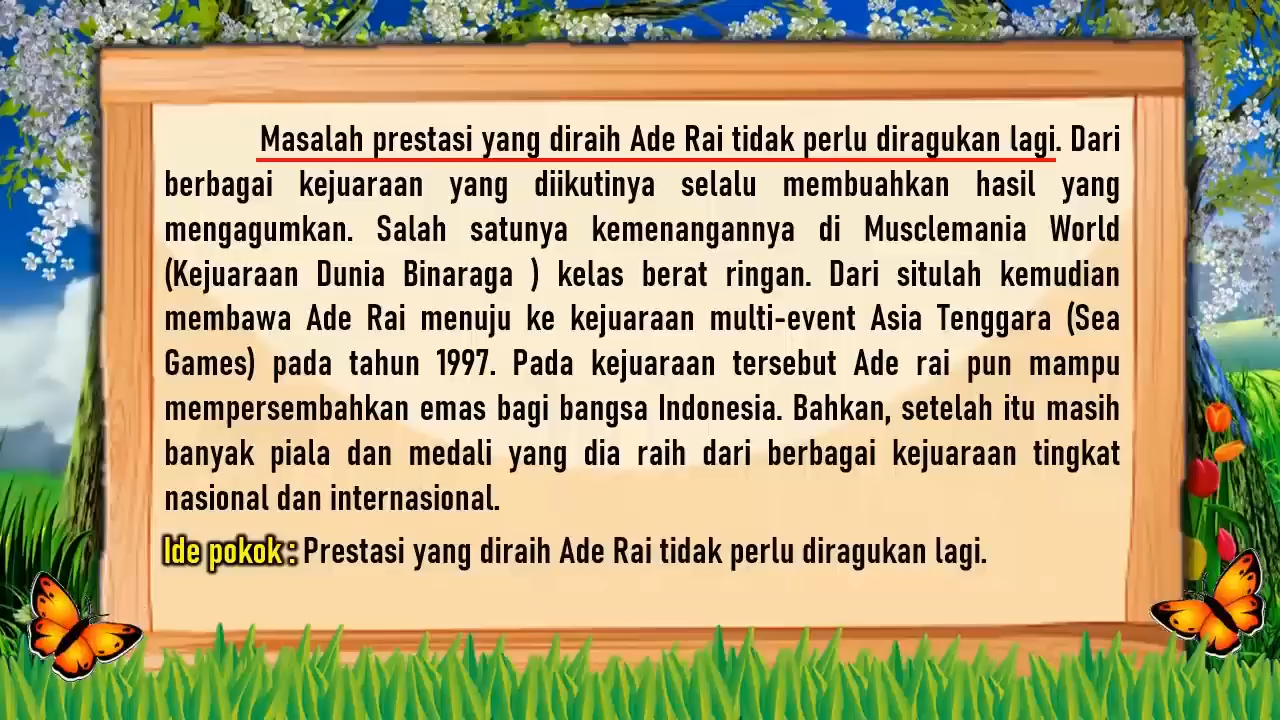 Masalah prestasi yang diraih Ade Rai tidak perlu diragukan lagi. Dari
berbagai kejuaraan yang diikutinya selalu membuahkan hasil yang
mengagumkan. Salah satunya kemenangannya di Musclemania World
(Kejuaraan Dunia Binaraga ) kelas berat ringan. Dari situlah kemudian
membawa Ade Rai menuju ke kejuaraan multi-event Asia Tenggara (Sea
Games) pada tahun 1997. Pada kejuaraan tersebut Ade rai pun mampu
mempersembahkan emas bagi bangsa Indonesia. Bahkan, setelah itu masih
banyak piala dan medali yang dia raih dari berbagai kejuaraan tingkat
nasional dan internasional.
Ide pokok : Prestasi yang diraih Ade Rai tidak perlu diragukan lagi.